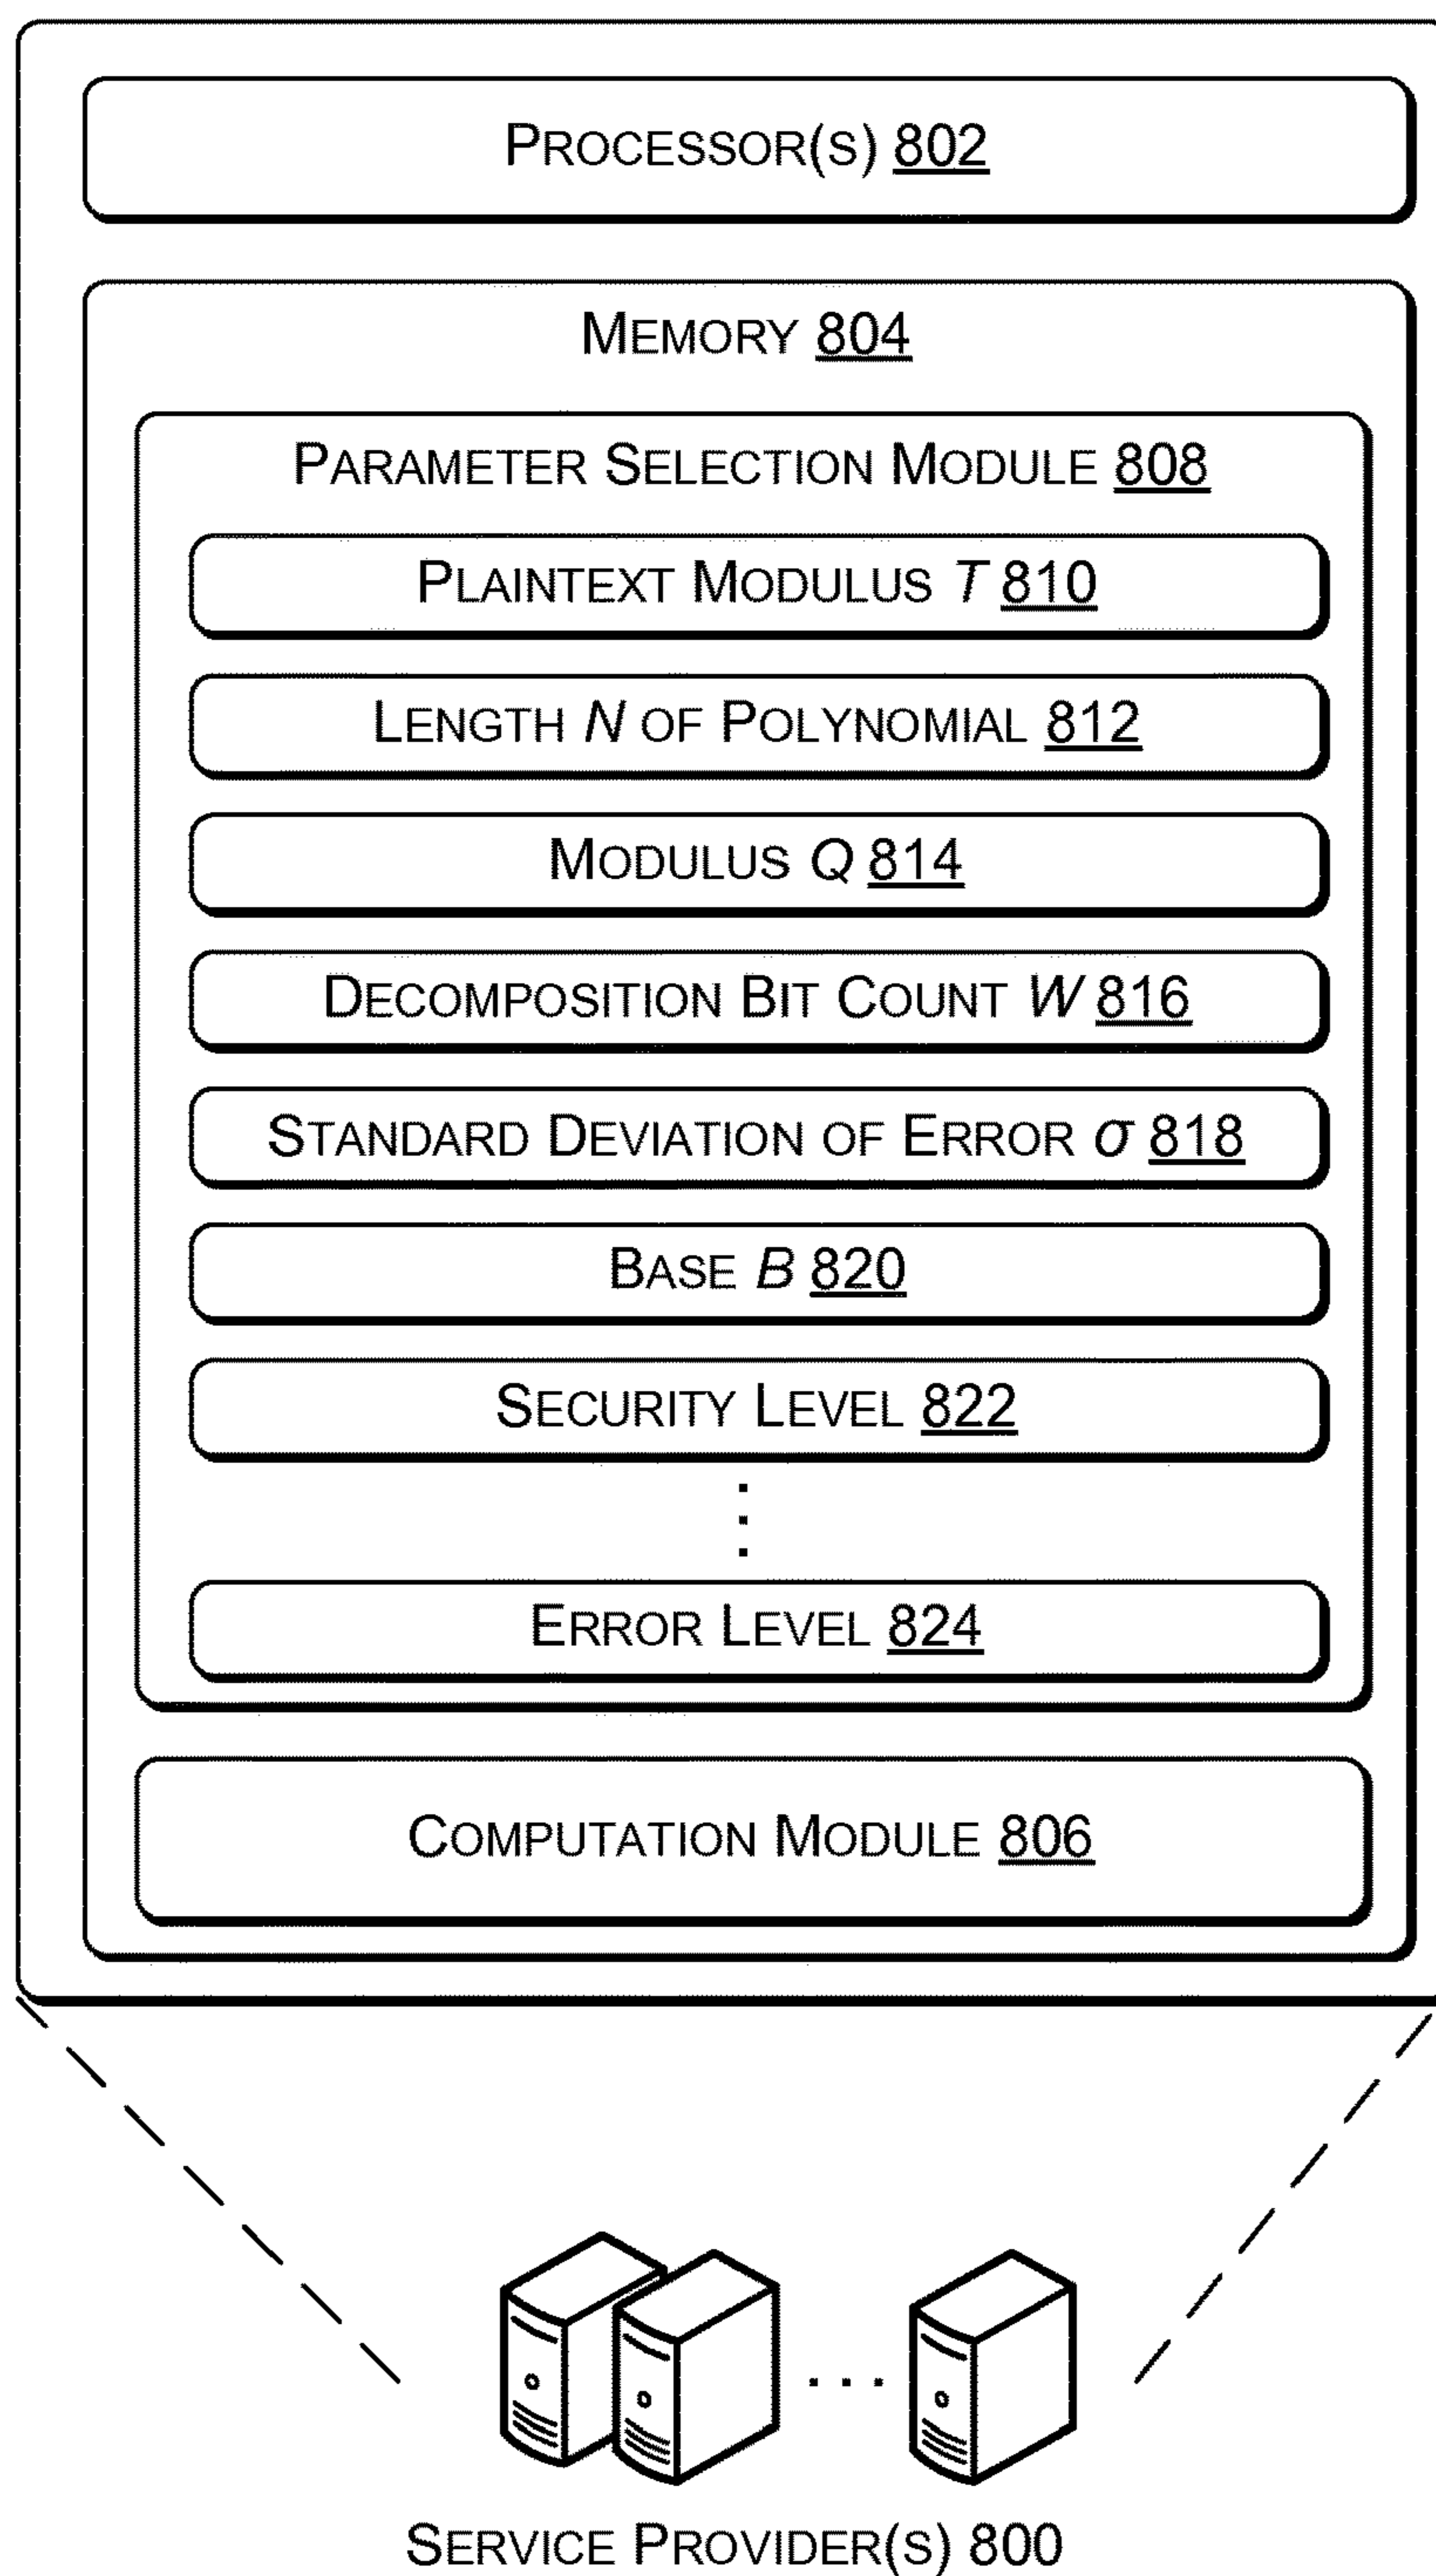 PROCESSOR(S) 802
MEMORY 804
PARAMETER SELECTION MODULE 808
PLAINTEXT MODULUS T 810
LENGTH N OF POLYNOMIAL 812
MODULUS Q 814
DECOMPOSITION BIT COUNT W 816
STANDARD DEVIATION OF ERROR σ 818
BASE B 820
SECURITY LEVEL 822
ERROR LEVEL 824
COMPUTATION MODULE 806
SERVICE PROVIDER(S) 800